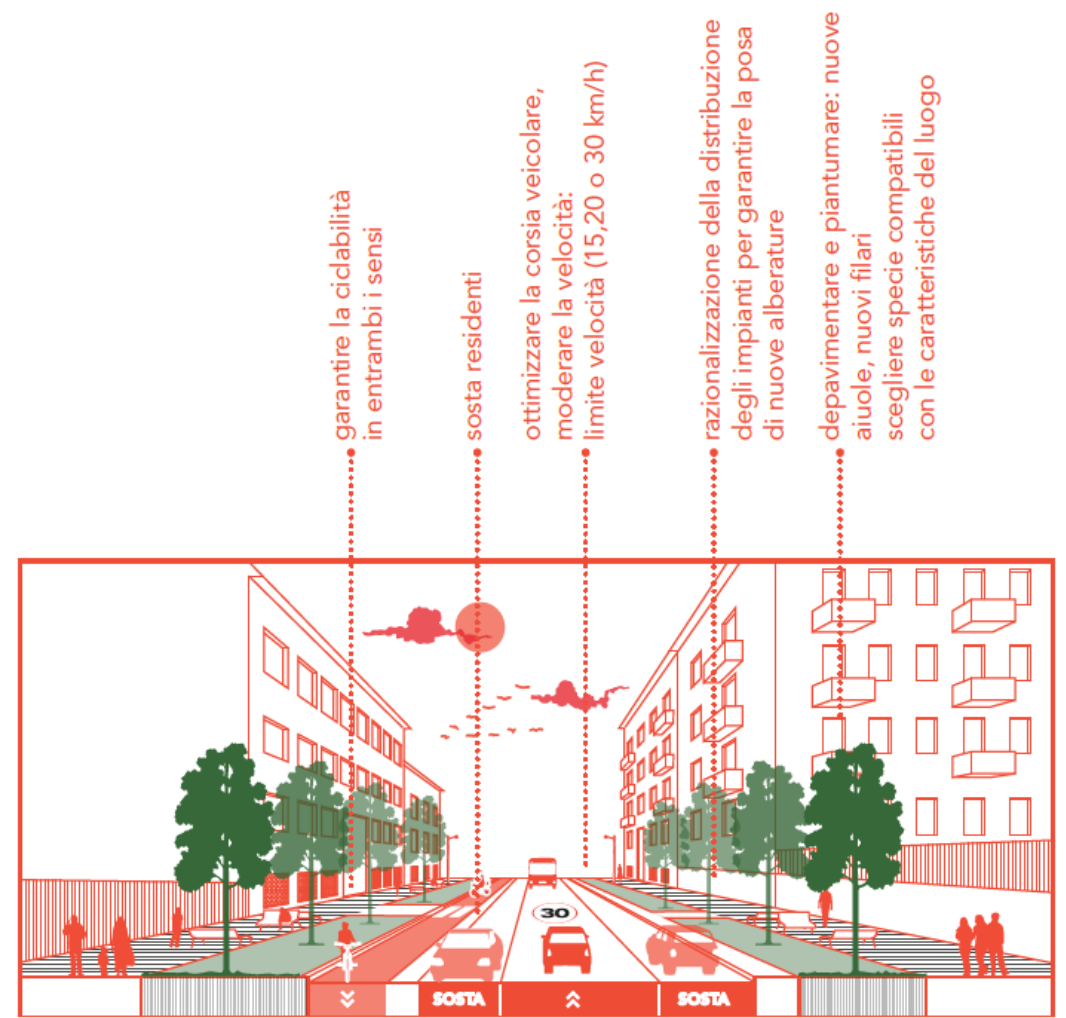 garantire la ciclabilità
in entrambi i sensi
sosta residenti
ottimizzare la corsia veicolare,
moderare la velocità:
limite velocità (15,20 o 30 km/h)
razionalizzazione della distribuzione
degli impianti per garantire la posa
di nuove alberature
depavimentare e piantumare: nuove
aiuole, nuovi filari
scegliere specie compatibili
con le caratteristiche del luogo
30
SOSTA
SOSTA